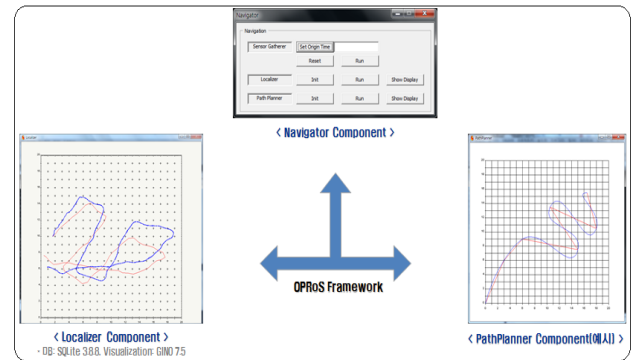 Navigator
Navigation
Sensor Gatherer
Set Origin Time
Reset
Run
Localizer
Init
Run
Show Display
Path Planner
Init
Run
Show Display
< Navigator Component >
Localizer
PathPlanner
OPRoS Framework
< Localizer Component >
· DB: SQLite 3.8.8. Visualization: GINO 7.5
< PathPlanner Component(예시) >